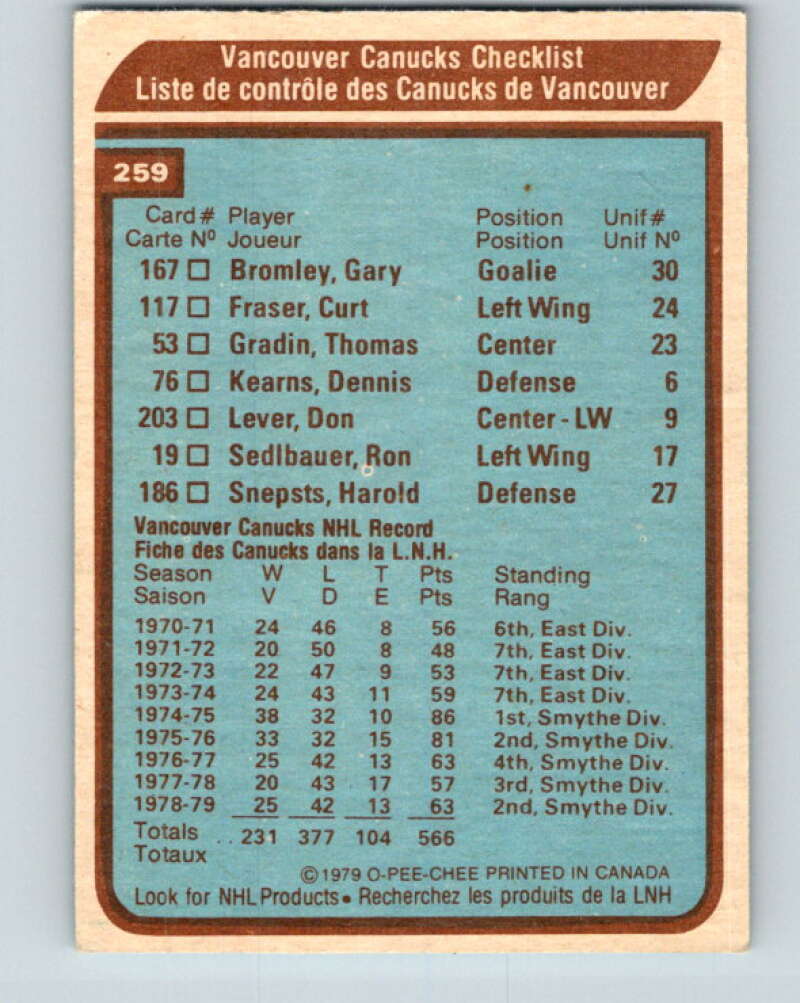 Vancouver Canucks Checklist
Liste de contrôle des Canucks de Vancouver
259
Card # Player Position Unif #
Carte Nº Joueur Position Unif Nº
167 □ Bromley, Gary Goalie 30
117 □ Fraser, Curt Left Wing 24
53 □ Gradin, Thomas Center 23
76 □ Kearns, Dennis Defense 6
203 □ Lever, Don Center - LW 9
19 □ Sedlbauer, Ron Left Wing 17
186 □ Snepsts, Harold Defense 27
Vancouver Canucks NHL Record
Fiche des Canucks dans la L.N.H.
Season W L T Pts Standing
Saison V D E Pts Rang
1970-71 24 46 8 56 6th, East Div.
1971-72 20 50 8 48 7th, East Div.
1972-73 22 47 9 53 7th, East Div.
1973-74 24 43 11 59 7th, East Div.
1974-75 38 32 10 86 1st, Smythe Div.
1975-76 33 32 15 81 2nd, Smythe Div.
1976-77 25 42 13 63 4th, Smythe Div.
1977-78 20 43 17 57 3rd, Smythe Div.
1978-79 25 42 13 63 2nd, Smythe Div.
Totals .. 231 377 104 566
Totaux
©1979 O-PEE-CHEE PRINTED IN CANADA
Look for NHL Products • Recherchez les produits de la LNH